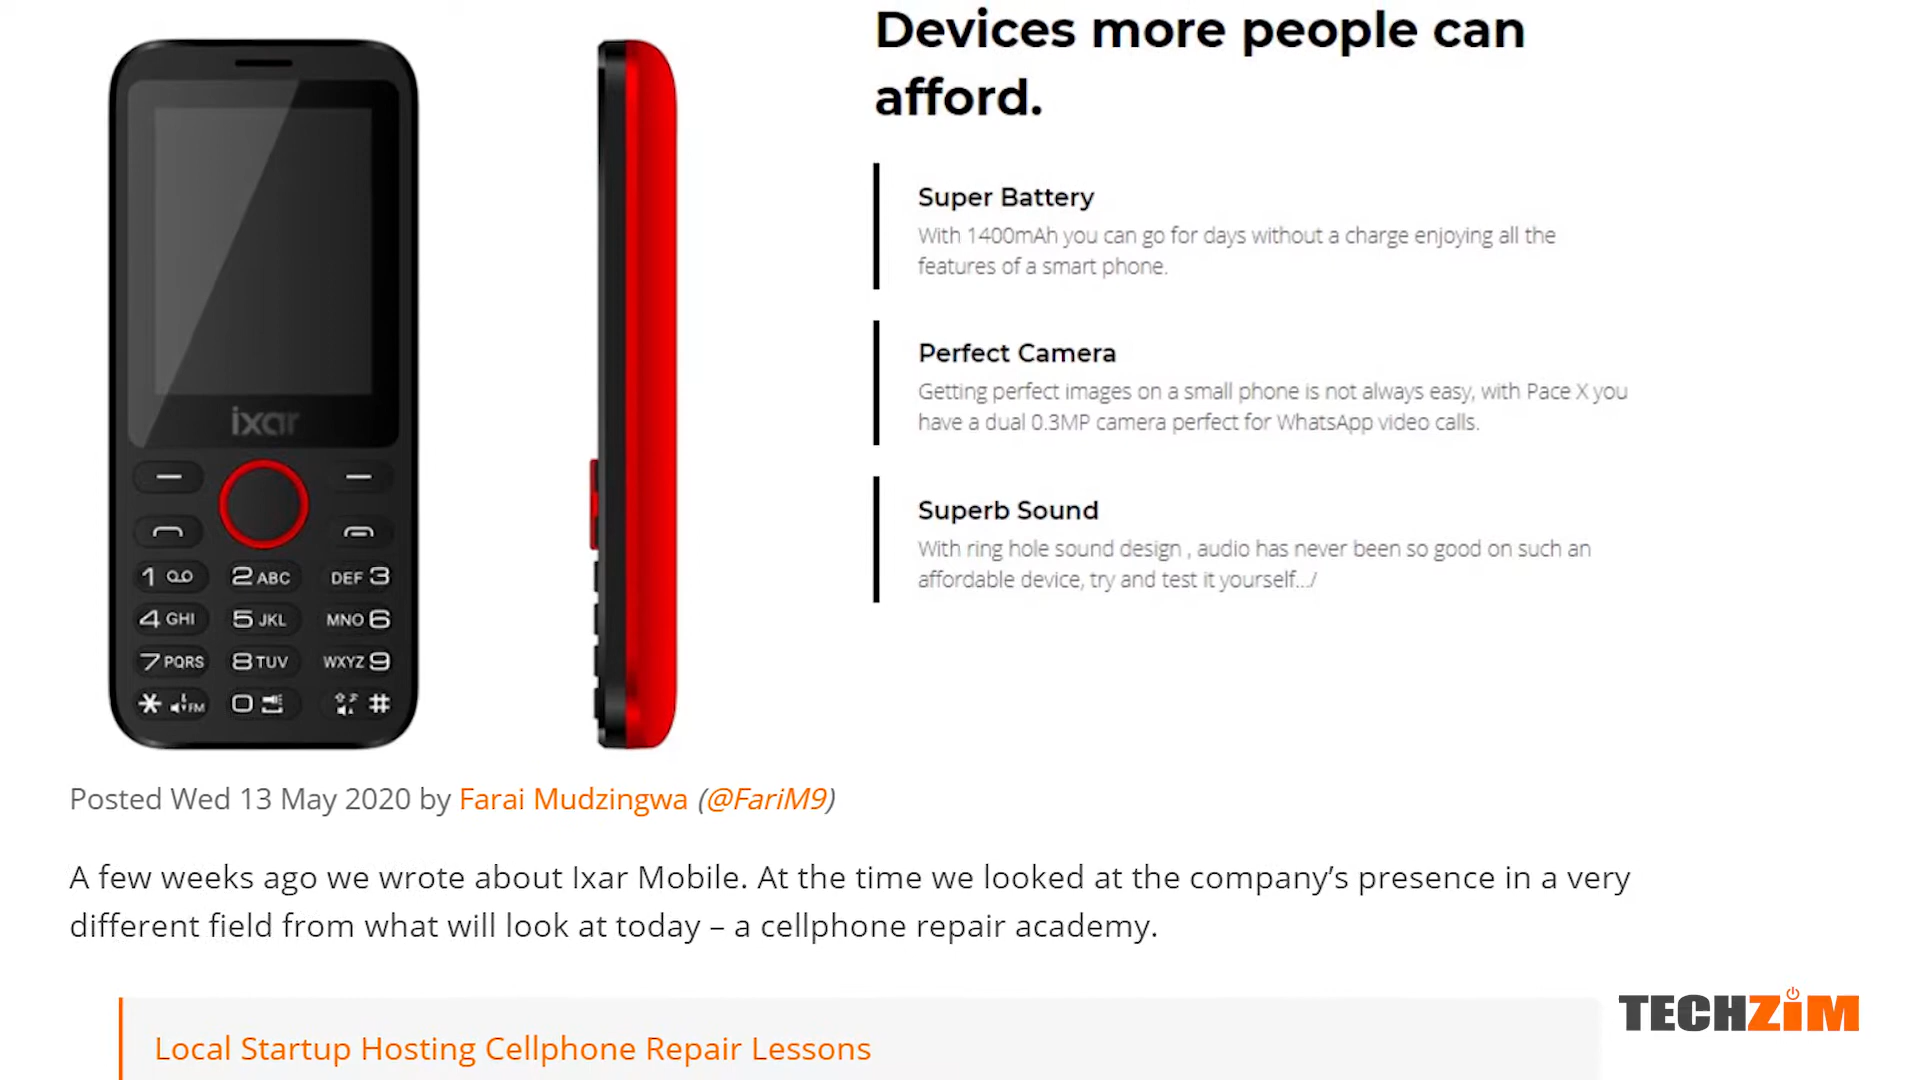 Devices more people can
afford.
Super Battery
With 1400mAh you can go for days without a charge enjoying all the
features of a smart phone.
Perfect Camera
Getting perfect images on a small phone is not always easy, with Pace X you
have a dual 0.3MP camera perfect for WhatsApp video calls.
Superb Sound
With ring hole sound design , audio has never been so good on such an
affordable device, try and test it yourself.../
ixar
1
2 ABC
DEF 3
4 GHI
5 JKL
MNO 6
7 PQRS
8 TUV
WXYZ 9
* FM
0
#
Posted Wed 13 May 2020 by Farai Mudzingwa (@FariM9)
A few weeks ago we wrote about Ixar Mobile. At the time we looked at the company’s presence in a very
different field from what will look at today – a cellphone repair academy.
Local Startup Hosting Cellphone Repair Lessons
TECHZiM